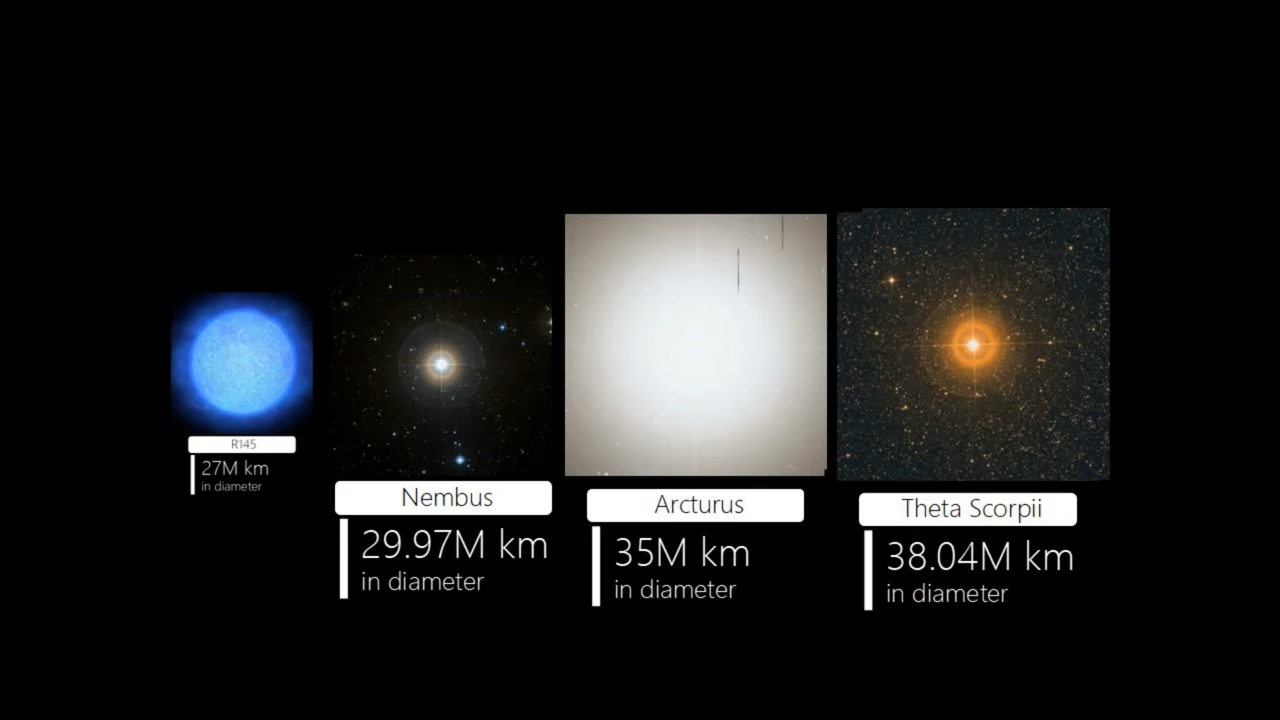 R145
27M km
in diameter
Nembus
29.97M km
in diameter
Arcturus
35M km
in diameter
Theta Scorpii
38.04M km
in diameter